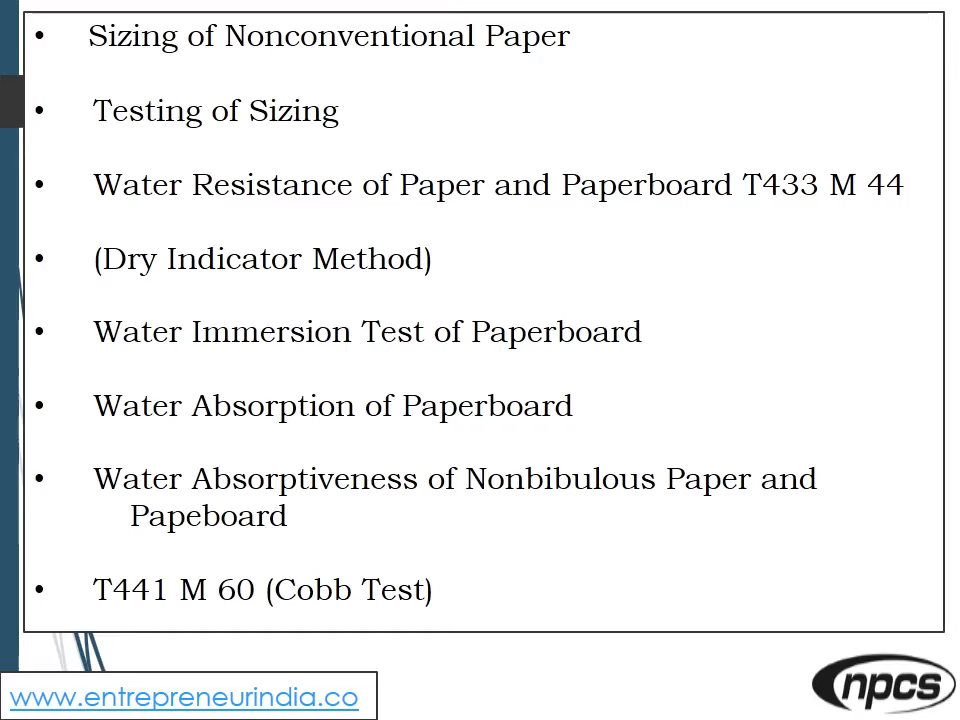 • Sizing of Nonconventional Paper
• Testing of Sizing
• Water Resistance of Paper and Paperboard T433 M 44
• (Dry Indicator Method)
• Water Immersion Test of Paperboard
• Water Absorption of Paperboard
• Water Absorptiveness of Nonbibulous Paper and
Papeboard
• T441 M 60 (Cobb Test)
www.entrepreneurindia.co
npcs